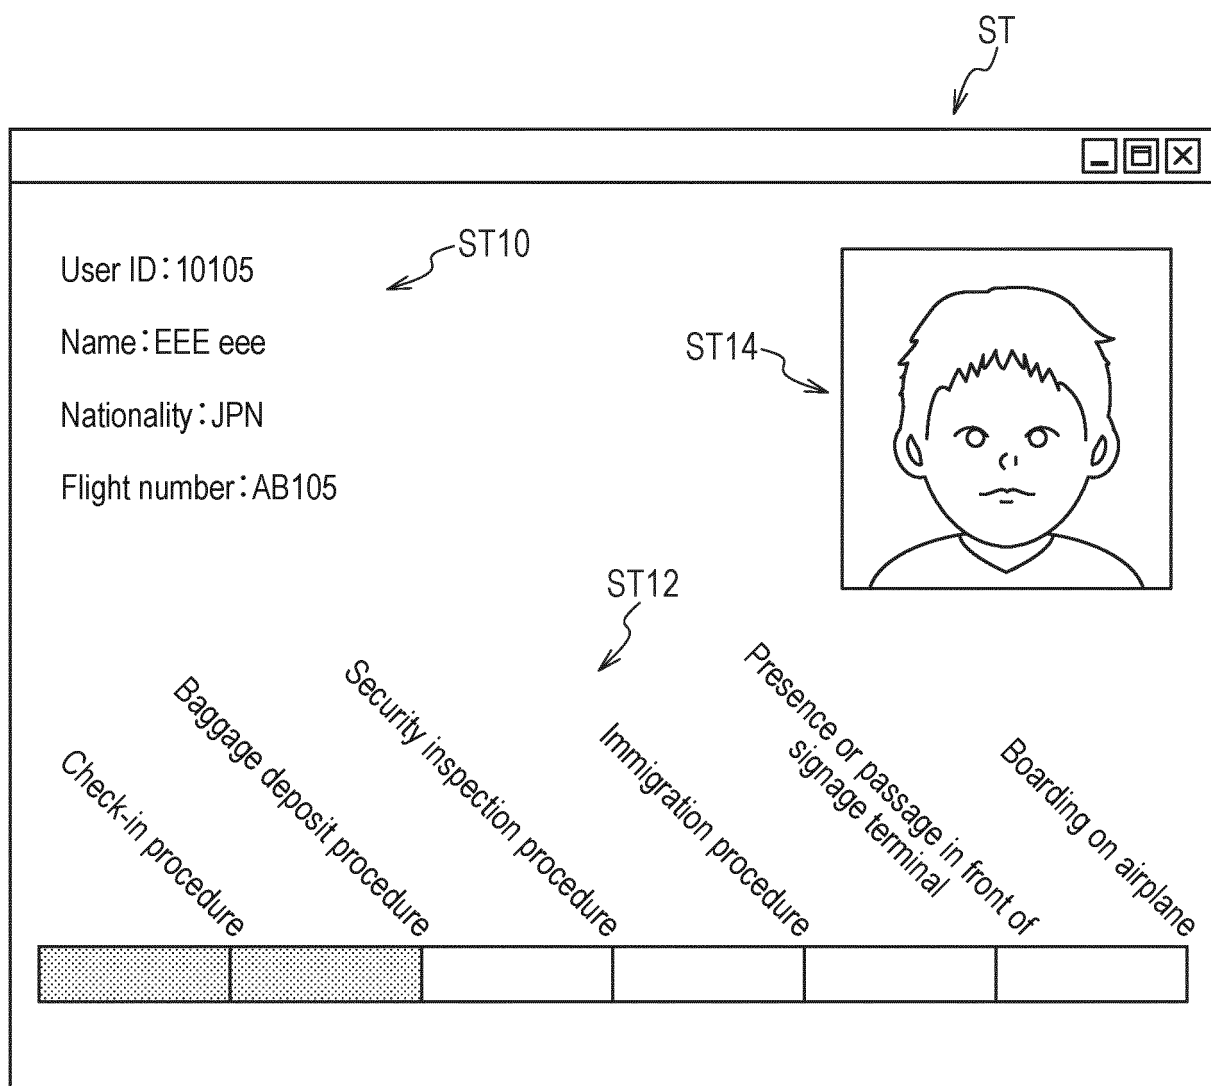 ST
User ID:10105
ST10
Name:EEE eee
ST14
Nationality:JPN
Flight number:AB105
ST12
Check-in procedure
Baggage deposit procedure
Security inspection procedure
Immigration procedure
Presence or passage in front of
signage terminal
Boarding on airplane